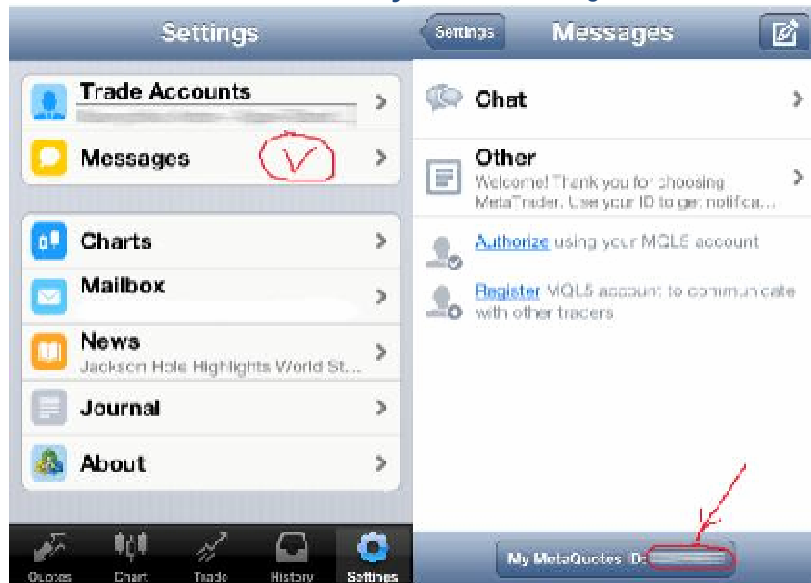 Settings
Trade Accounts
Messages
Charts
Mailbox
News
Jackson Hole Highlights World St...
Journal
About
Quotes
Chart
Trade
History
Settings
Settings
Messages
Chat
Other
Welcome! Thank you for choosing
MetaTrader. Use your ID to get notifica...
Authorize using your MQL5 account
Register MQL5 account to communicate
with other traders
My MetaQuotes ID: